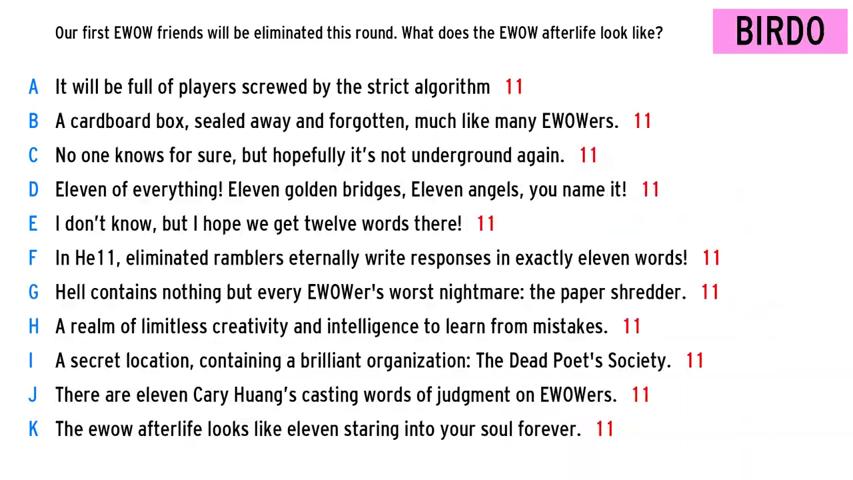 Our first EWOW friends will be eliminated this round. What does the EWOW afterlife look like?
BIRDO
A It will be full of players screwed by the strict algorithm 11
B A cardboard box, sealed away and forgotten, much like many EWOWers. 11
C No one knows for sure, but hopefully it's not underground again. 11
D Eleven of everything! Eleven golden bridges, Eleven angels, you name it! 11
E I don't know, but I hope we get twelve words there! 11
F In He11, eliminated ramblers eternally write responses in exactly eleven words! 11
G Hell contains nothing but every EWOWer's worst nightmare: the paper shredder. 11
H A realm of limitless creativity and intelligence to learn from mistakes. 11
I A secret location, containing a brilliant organization: The Dead Poet's Society. 11
J There are eleven Cary Huang's casting words of judgment on EWOWers. 11
K The ewow afterlife looks like eleven staring into your soul forever. 11